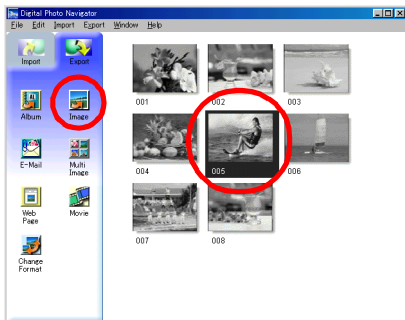 Digital Photo Navigator
File Edit Import Export Window Help
Import Export
Album Image
E-Mail Multi Image
Web Page Movie
Change Format
001 002 003
004 005 006
007 008